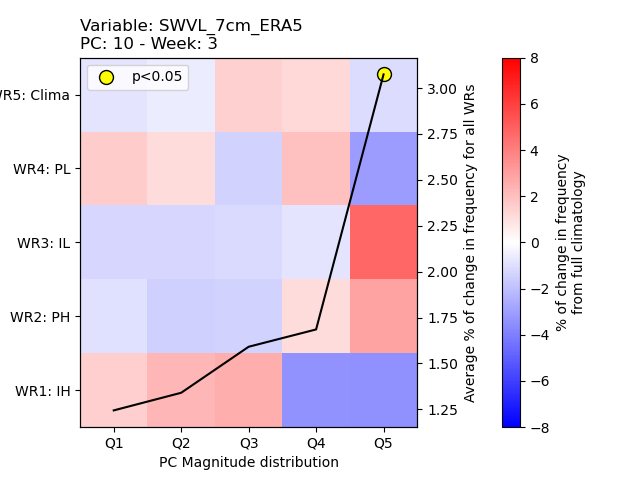 Variable: SWVL_7cm_ERA5
PC: 10 - Week: 3
p<0.05
WR5: Clima
WR4: PL
WR3: IL
WR2: PH
WR1: IH
Q1 Q2 Q3 Q4 Q5
PC Magnitude distribution
3.00
2.75
2.50
2.25
2.00
1.75
1.50
1.25
Average % of change in frequency for all WRs
8
6
4
2
0
−2
−4
−6
−8
% of change in frequency
from full climatology